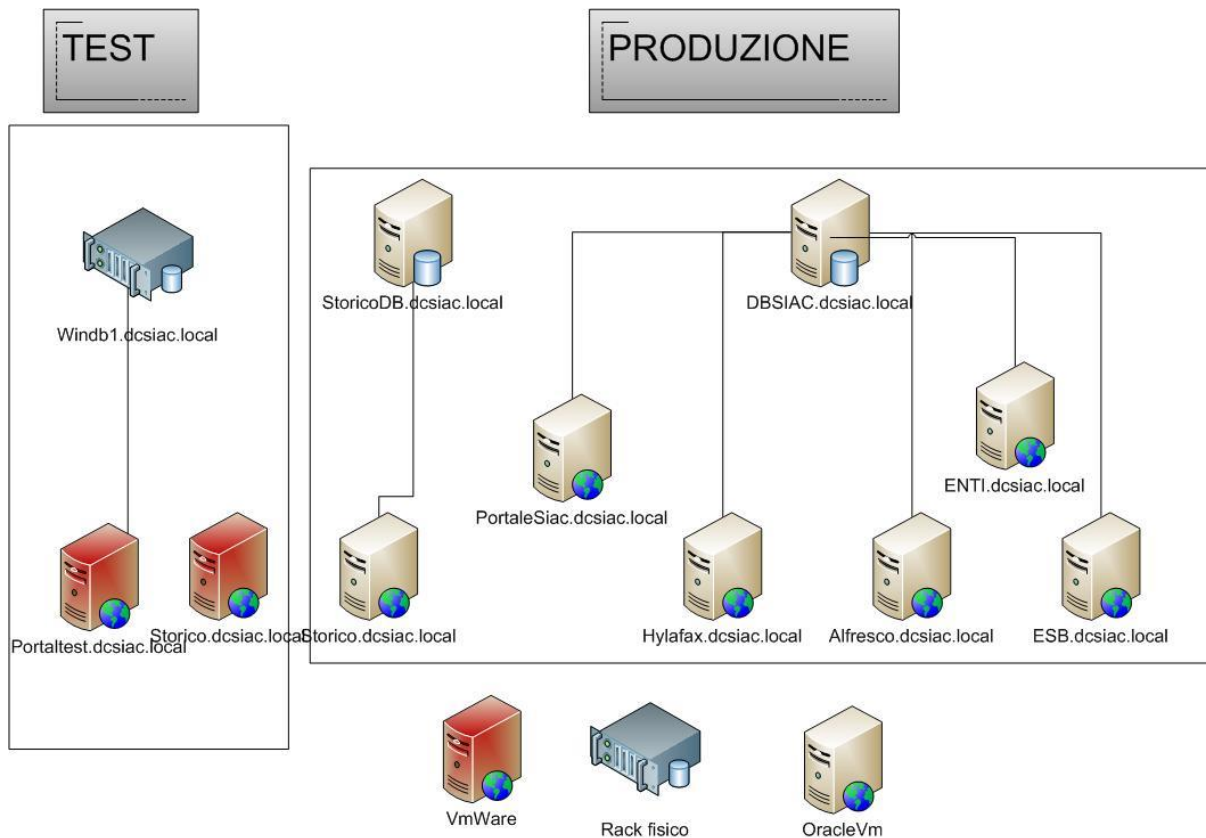 TEST
PRODUZIONE
Windb1.dcsiac.local
StoricoDB.dcsiac.local
DBSIAC.dcsiac.local
PortaleSiac.dcsiac.local
ENTI.dcsiac.local
Portaltest.dcsiac.local
Storico.dcsiac.local
Storico.dcsiac.local
Hylafax.dcsiac.local
Alfresco.dcsiac.local
ESB.dcsiac.local
VmWare
Rack fisico
OracleVm